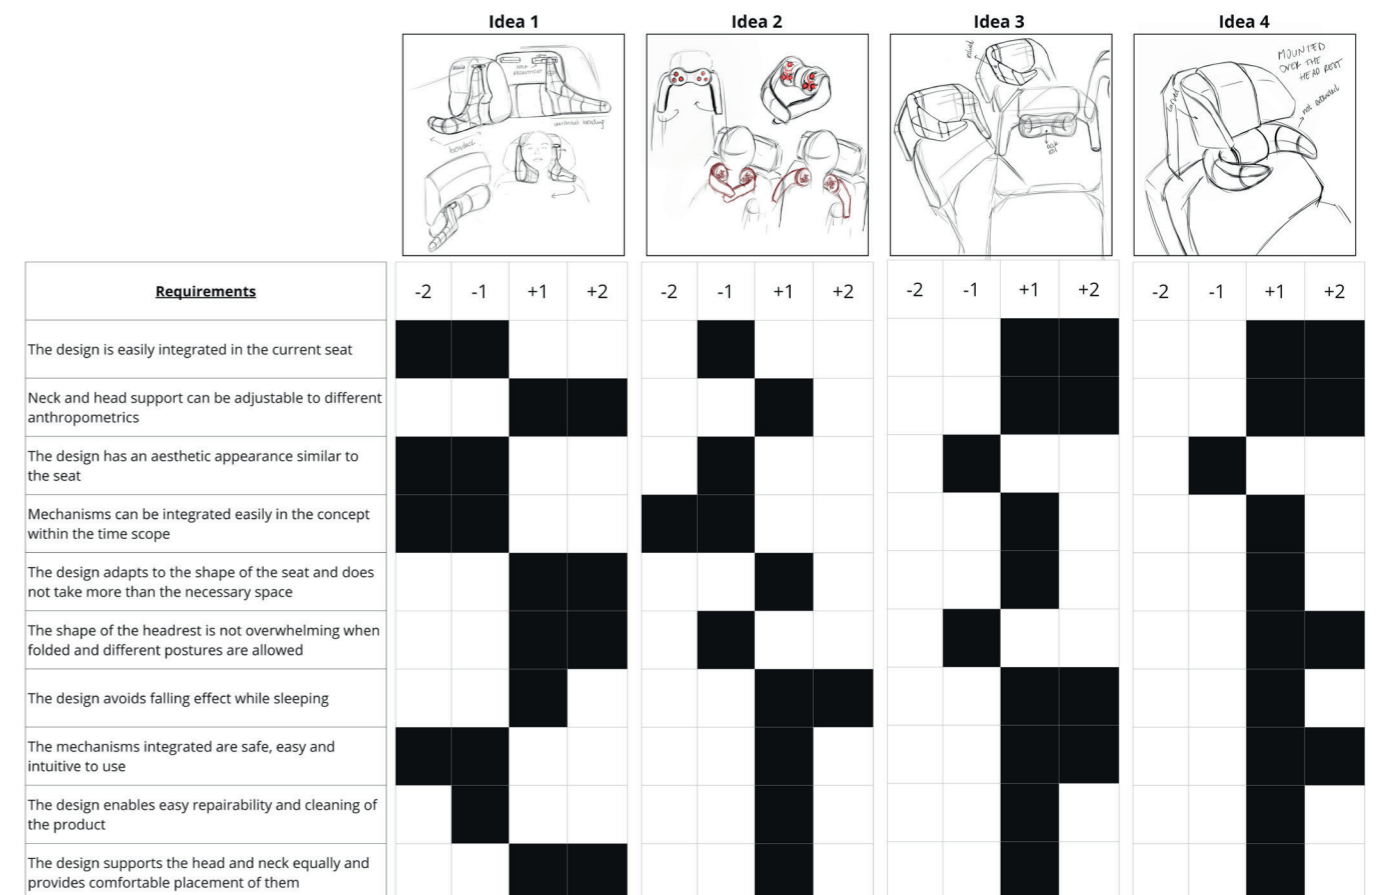 Idea 1
Idea 2
Idea 3
Idea 4
MOUNTED
OVER THE
HEAD REST
not activated
Requirements
-2 -1 +1 +2 -2 -1 +1 +2 -2 -1 +1 +2 -2 -1 +1 +2
The design is easily integrated in the current seat
Neck and head support can be adjustable to different
anthropometrics
The design has an aesthetic appearance similar to
the seat
Mechanisms can be integrated easily in the concept
within the time scope
The design adapts to the shape of the seat and does
not take more than the necessary space
The shape of the headrest is not overwhelming when
folded and different postures are allowed
The design avoids falling effect while sleeping
The mechanisms integrated are safe, easy and
intuitive to use
The design enables easy repairability and cleaning of
the product
The design supports the head and neck equally and
provides comfortable placement of them